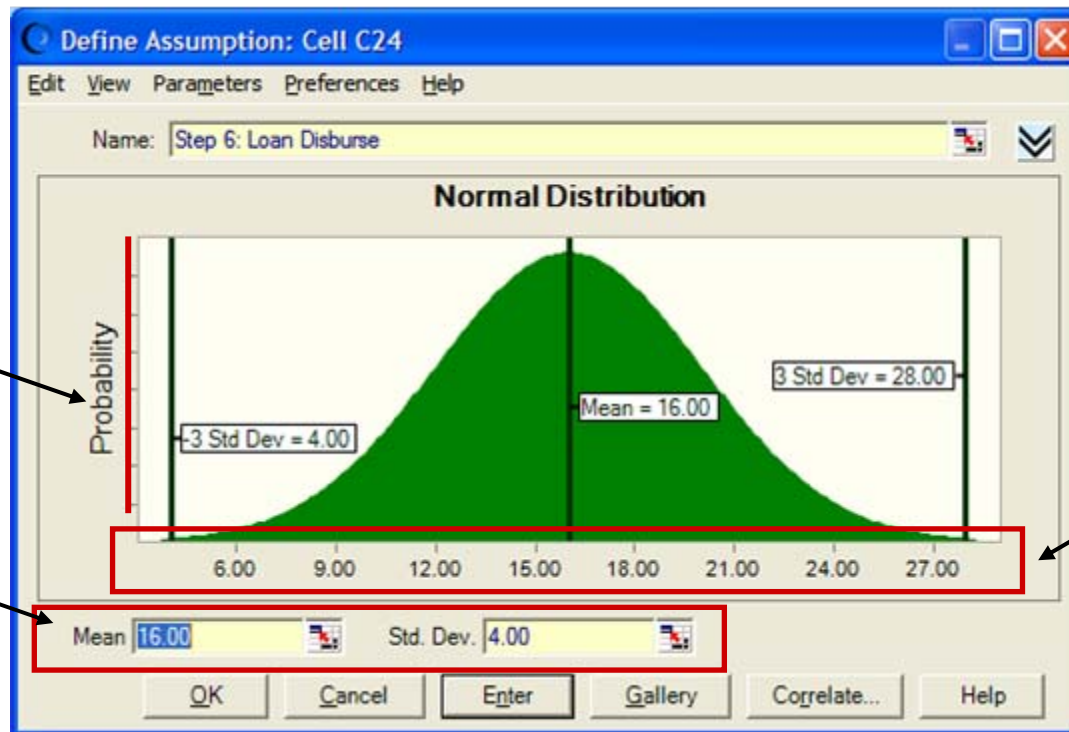 Define Assumption: Cell C24
Edit View Parameters Preferences Help
Name: Step 6: Loan Disburse
Normal Distribution
Probability
3 Std Dev = 28.00
Mean = 16.00
-3 Std Dev = 4.00
6.00 9.00 12.00 15.00 18.00 21.00 24.00 27.00
Mean 16.00 Std. Dev. 4.00
OK Cancel Enter Gallery Correlate... Help